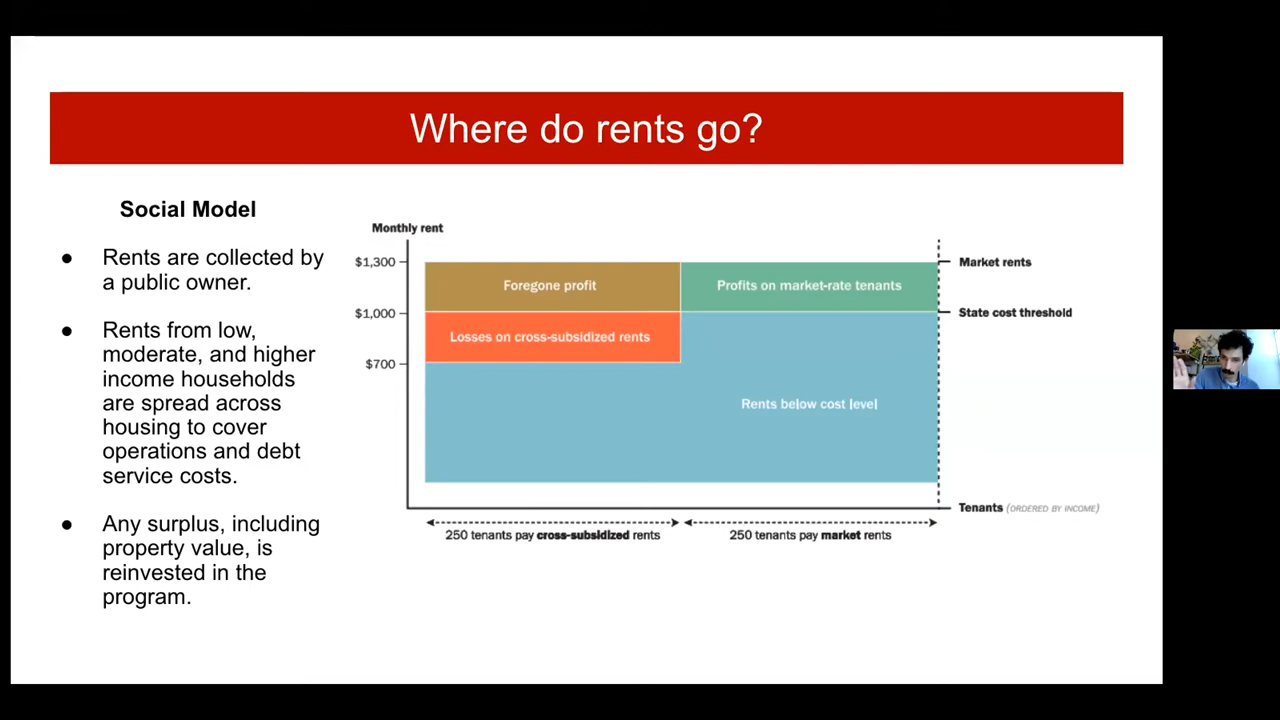 Where do rents go?
Social Model
● Rents are collected by
a public owner.
● Rents from low,
moderate, and higher
income households
are spread across
housing to cover
operations and debt
service costs.
● Any surplus, including
property value, is
reinvested in the
program.
Monthly rent
$1,300
$1,000
$700
Foregone profit
Profits on market-rate tenants
Losses on cross-subsidized rents
Rents below cost level
Market rents
State cost threshold
Tenants (ORDERED BY INCOME)
250 tenants pay cross-subsidized rents
250 tenants pay market rents